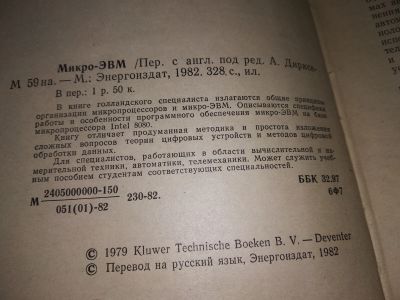 Микро-ЭВМ /Пер. с англ. под ред. А. Дирксе-
М 59 на. — М.: Энергоиздат, 1982. 328 с., ил.
В пер.: 1 р. 50 к.
В книге голландского специалиста излагаются общие принципы
организации микропроцессоров и микро-ЭВМ. Описываются специфика
работы и особенности программного обеспечения микро-ЭВМ на базе
микропроцессора Intel 8080.
Книгу отличает продуманная методика и простота изложения
сложных вопросов теории цифровых устройств и методов цифровой
обработки данных.
Для специалистов, работающих в области вычислительной и из-
мерительной техники, автоматики, телемеханики. Может служить учеб-
ным пособием студентам соответствующих специальностей.
М 2405000000-150 230-82. ББК 32.97
051(01)-82 6Ф7
© 1979 Kluwer Technische Boeken B. V. — Deventer
© Перевод на русский язык, Энергоиздат, 1982